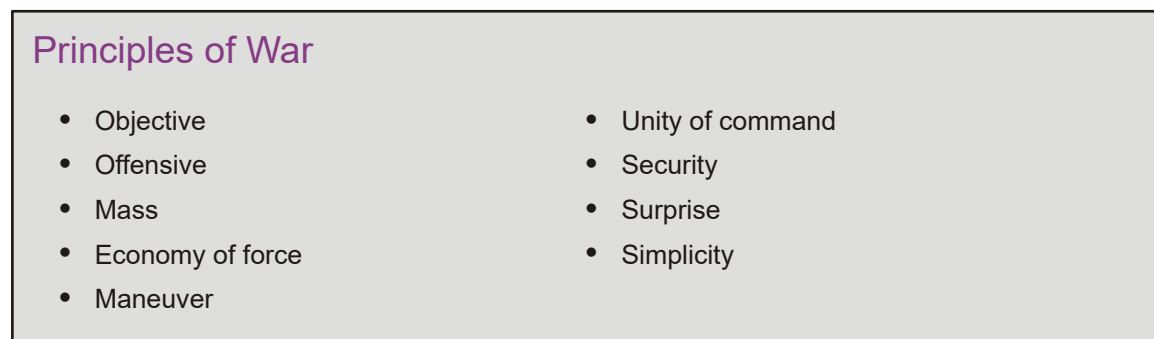 Principles of War
• Objective
• Offensive
• Mass
• Economy of force
• Maneuver
• Unity of command
• Security
• Surprise
• Simplicity